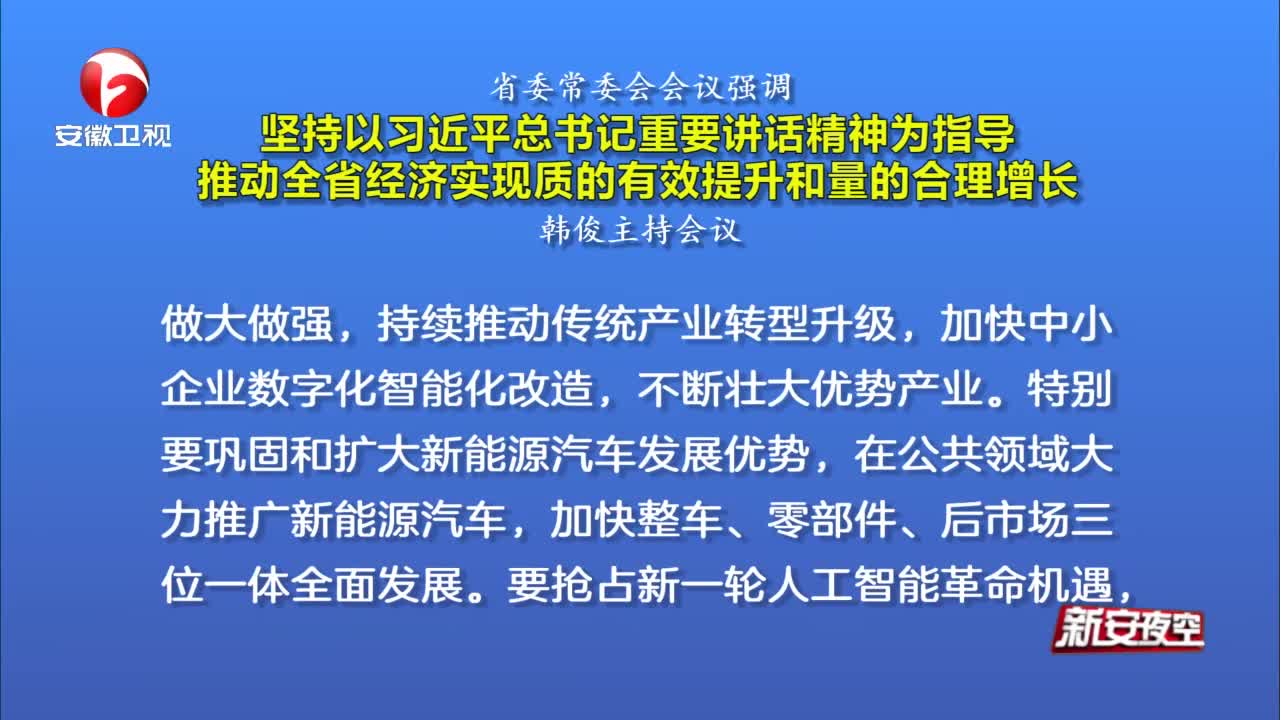 省委常委会会议强调
安徽卫视
坚持以习近平总书记重要讲话精神为指导
推动全省经济实现质的有效提升和量的合理增长
韩俊主持会议
做大做强，持续推动传统产业转型升级，加快中小
企业数字化智能化改造，不断壮大优势产业。特别
要巩固和扩大新能源汽车发展优势，在公共领域大
力推广新能源汽车，加快整车、零部件、后市场三
位一体全面发展。要抢占新一轮人工智能革命机遇，
新安夜空